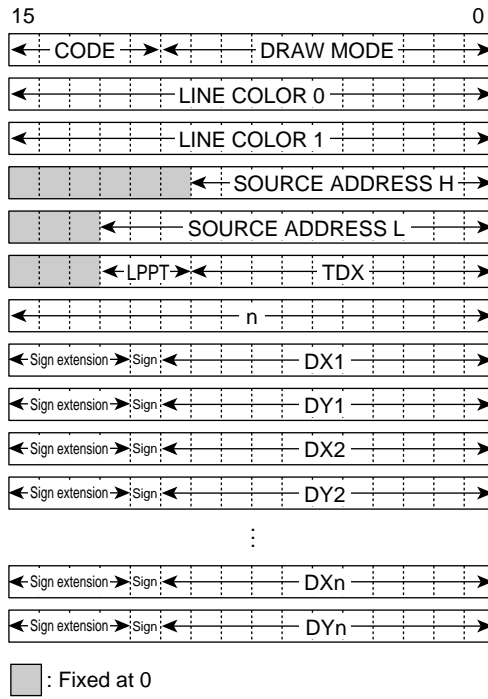 15 0
CODE DRAW MODE
LINE COLOR 0
LINE COLOR 1
SOURCE ADDRESS H
SOURCE ADDRESS L
LPPT TDX
n
Sign extension Sign DX1
Sign extension Sign DY1
Sign extension Sign DX2
Sign extension Sign DY2
⋮
Sign extension Sign DXn
Sign extension Sign DYn
: Fixed at 0